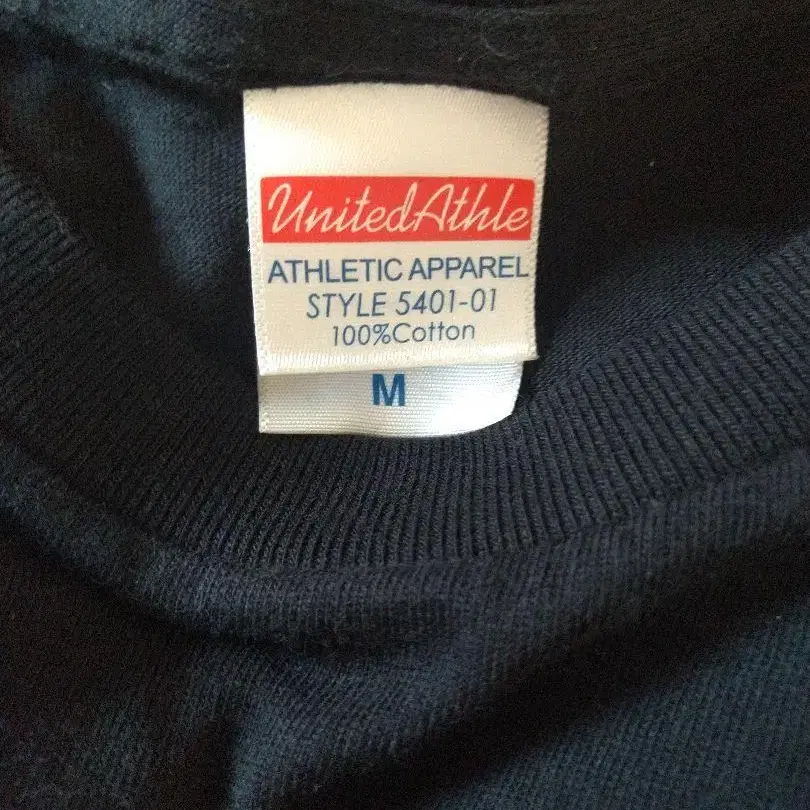 UnitedAthle
ATHLETIC APPAREL
STYLE 5401-01
100%Cotton
M